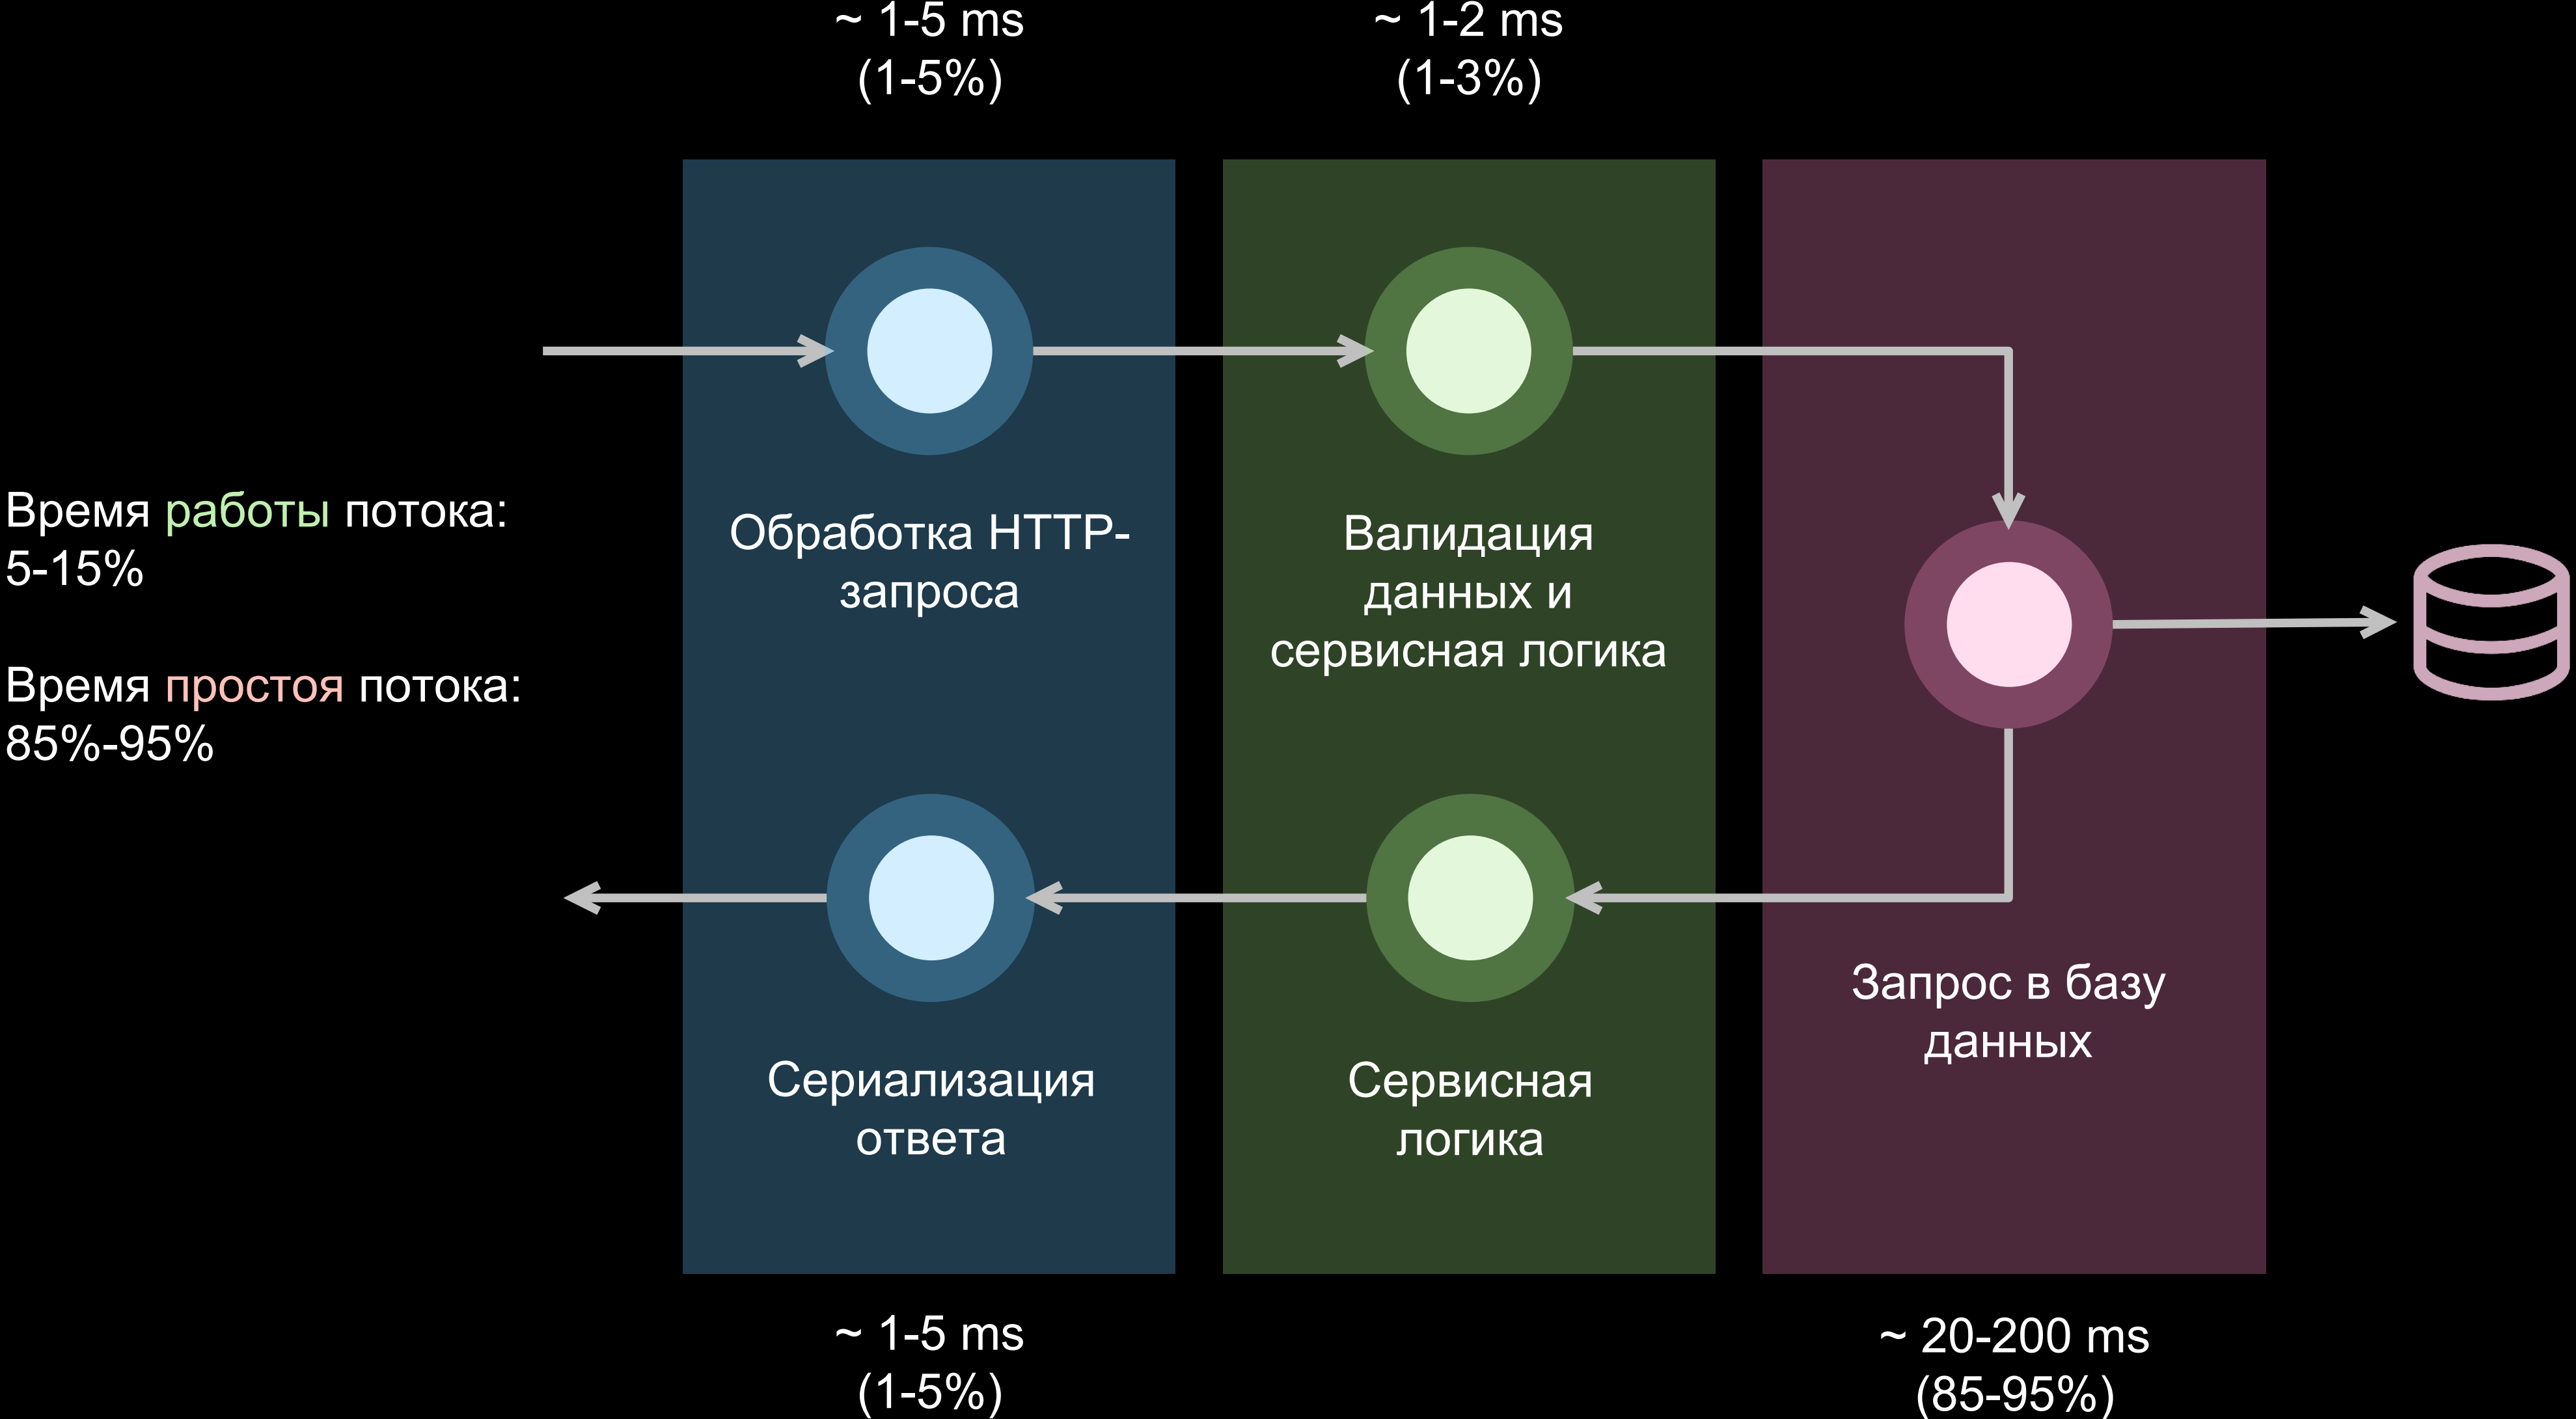 ~ 1-5 ms
(1-5%)
~ 1-2 ms
(1-3%)
Время работы потока:
5-15%
Время простоя потока:
85%-95%
Обработка HTTP-
запроса
Валидация
данных и
сервисная логика
Запрос в базу
данных
Сервисная
логика
Сериализация
ответа
~ 1-5 ms
(1-5%)
~ 20-200 ms
(85-95%)